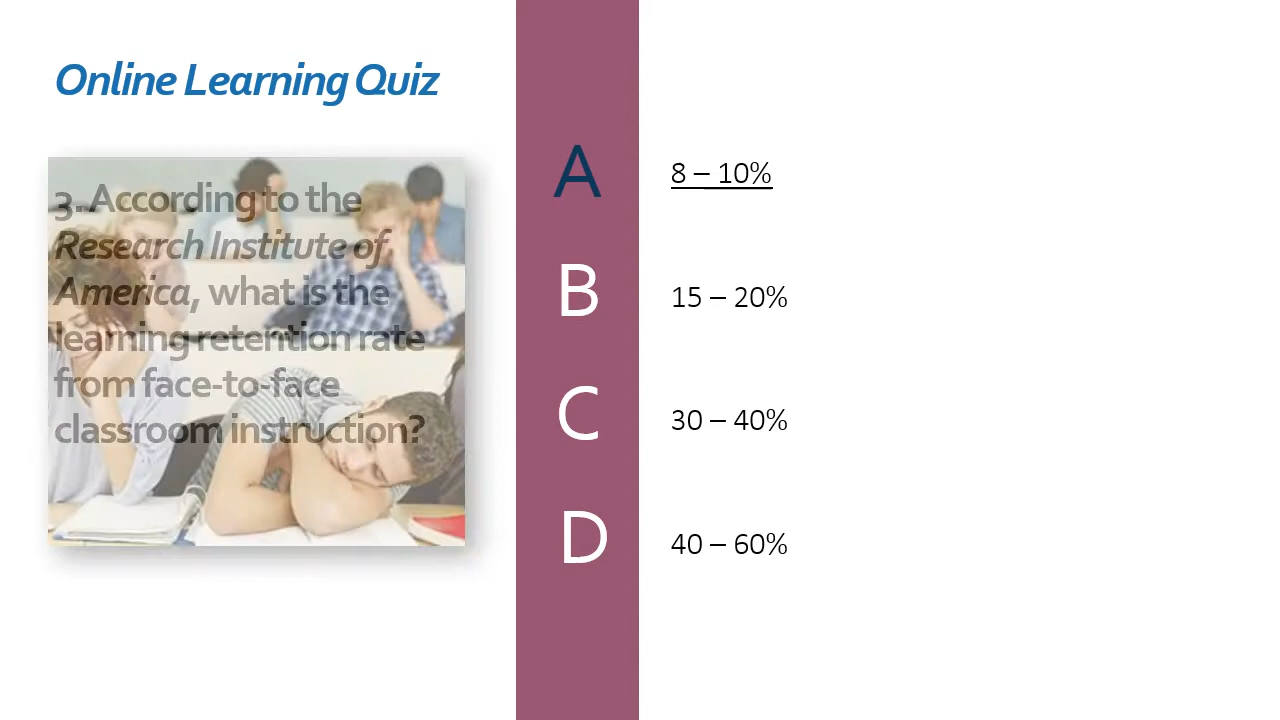 Online Learning Quiz
3. According to the
Research Institute of
America, what is the
learning retention rate
from face-to-face
classroom instruction?
A
8 – 10%
B
15 – 20%
C
30 – 40%
D
40 – 60%